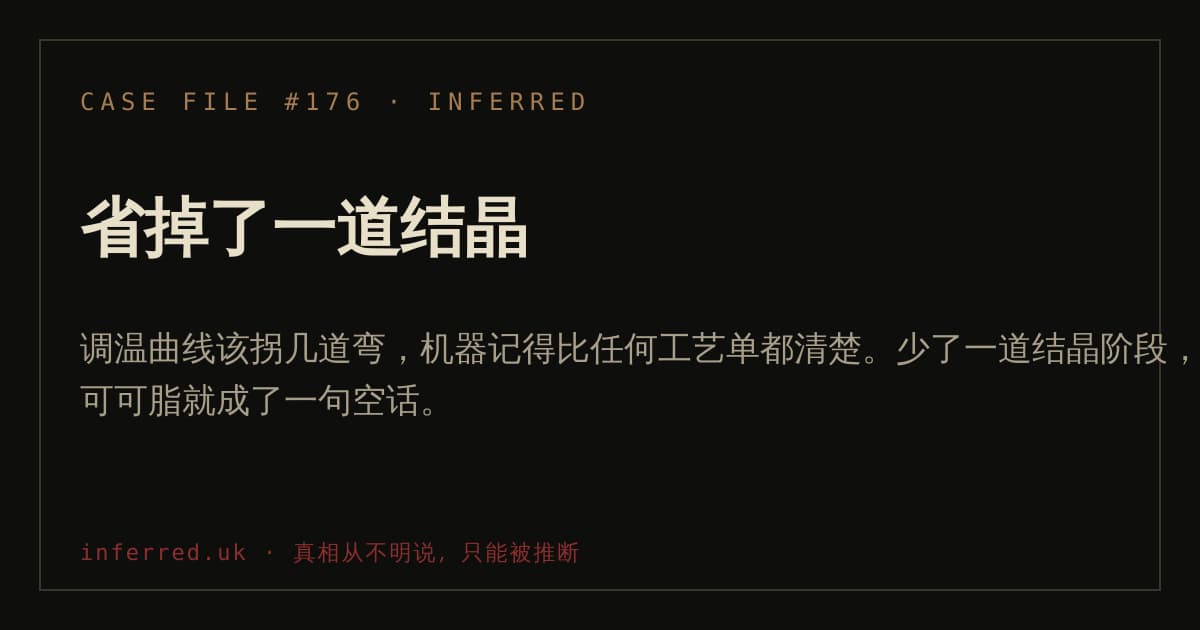 CASE FILE #176 · INFERRED
省掉了一道结晶
调温曲线该拐几道弯，机器记得比任何工艺单都清楚。少了一道结晶阶段，
可可脂就成了一句空话。
inferred.uk · 真相从不明说，只能被推断